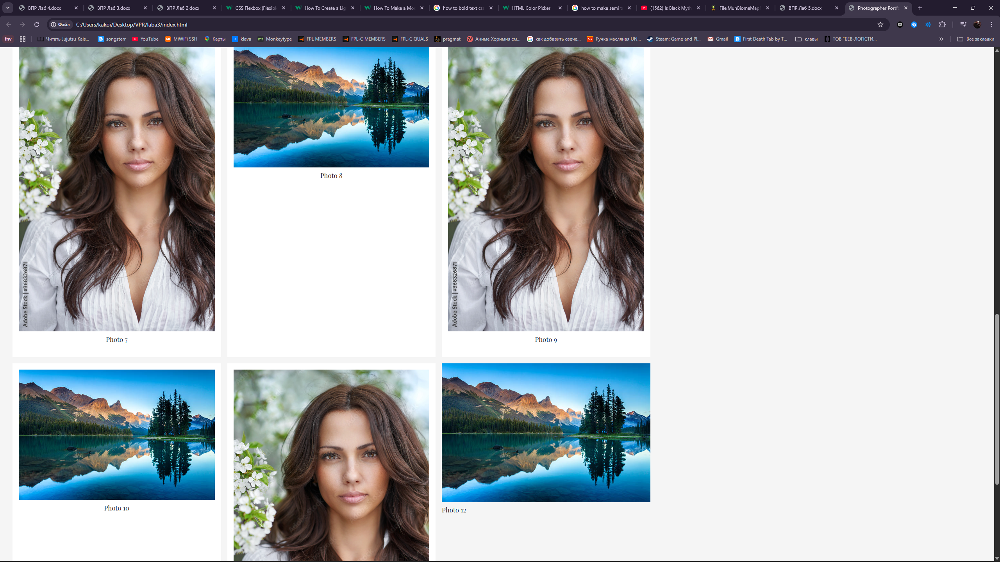 ВПР Лаб 4.docx
ВПР Лаб 3.docx
ВПР Лаб 2.docx
CSS Flexbox (Flexibl
How To Create a Lig
How To Make a Mo
how to bold text css
HTML Color Picker
how to make semi t
(1562) Is Black Myth
File:MunBiomeMap
ВПР Лаб 5.docx
Photographer Portfo
Файл
C:/Users/kakoi/Desktop/VPR/laba3/index.html
fnv
Читать Jujutsu Kais...
songsterr
YouTube
MiWiFi SSH
Карты
klava
mt Monkeytype
FPL MEMBERS
FPL-C MEMBERS
FPL-C QUALS
pragmat
Аниме Хоримия см...
как добавить свече...
Ручка масляная UN...
Steam: Game and Pl...
Gmail
First Death Tab by T...
клавы
ТОВ "БЕВ-ЛОГІСТИ...
Все закладки
Photo 8
Adobe Stock | #368326871
Adobe Stock | #368326871
Photo 7
Photo 9
Photo 10
Photo 12